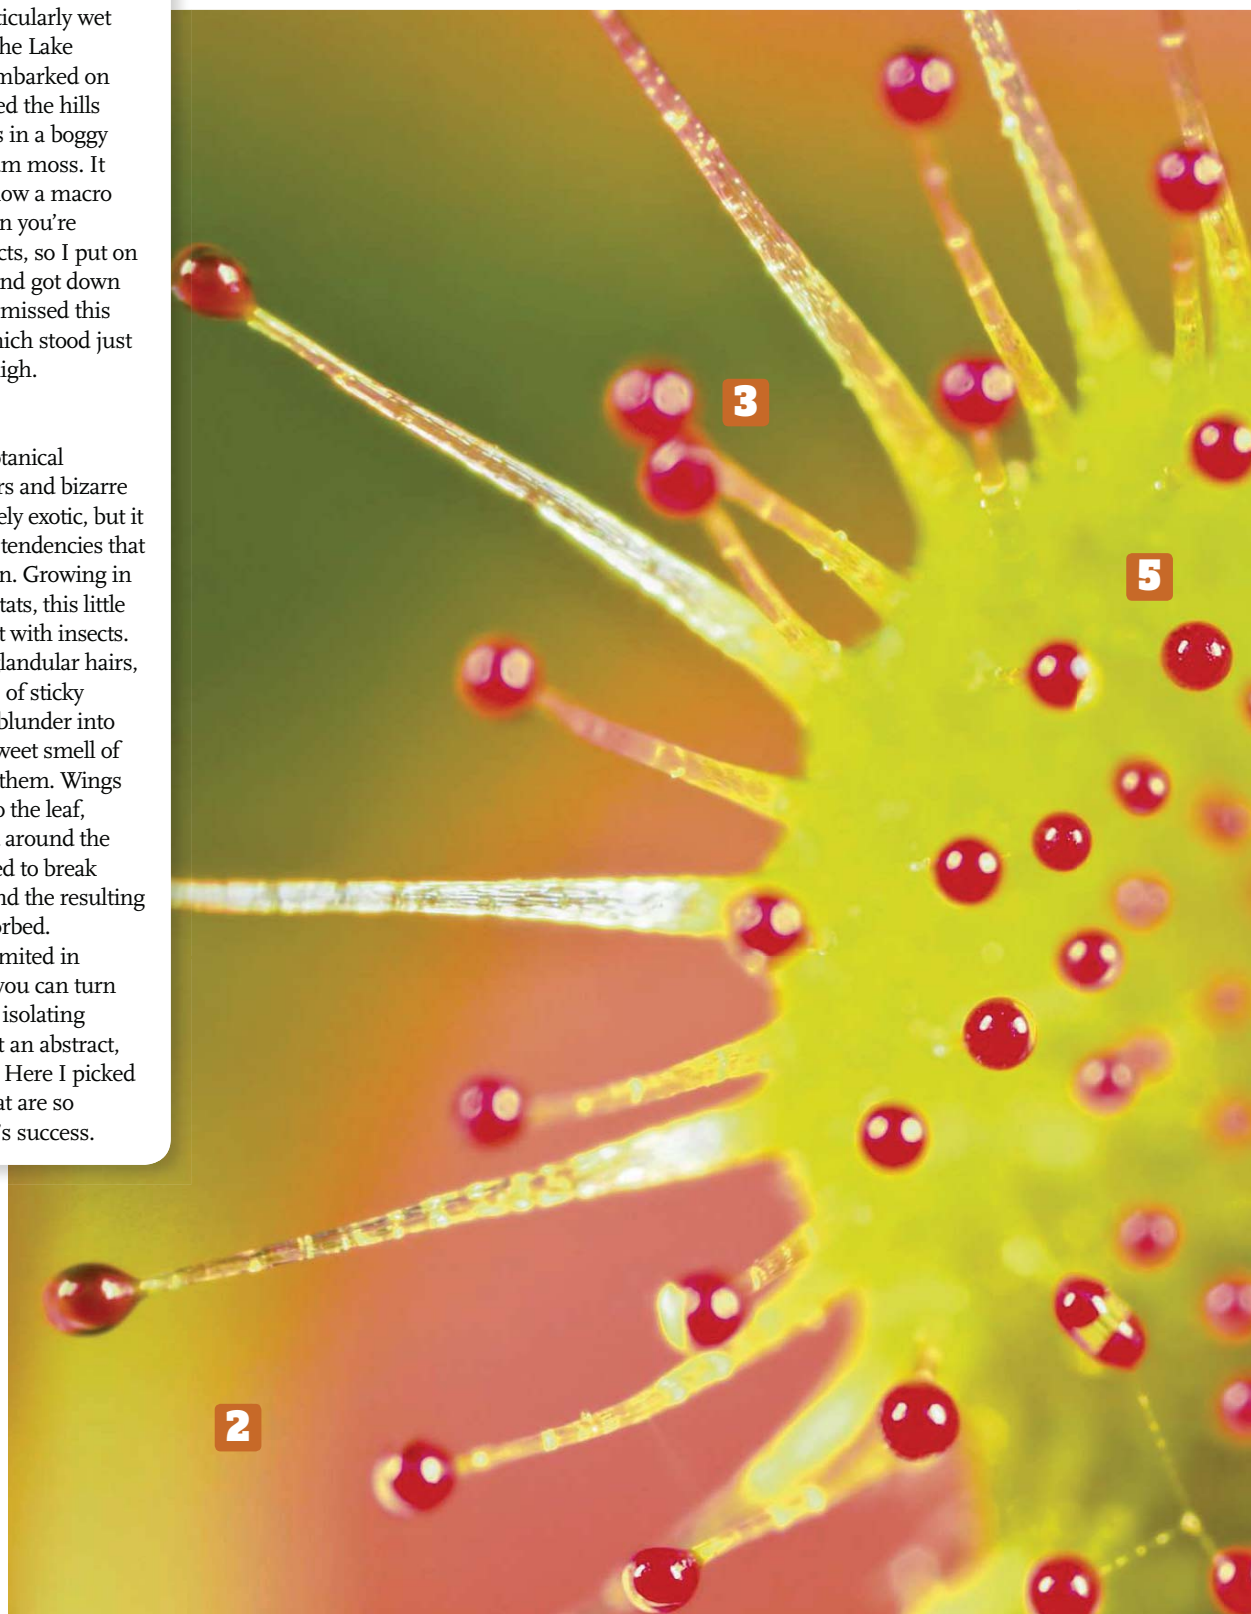 ticularly wet
he Lake
mbarked on
ed the hills
s in a boggy
um moss. It
ow a macro
n you're
cts, so I put on
nd got down
missed this
hich stood just
igh.
otanical
rs and bizarre
ely exotic, but it
tendencies that
n. Growing in
tats, this little
t with insects.
landular hairs,
of sticky
blunder into
weet smell of
them. Wings
o the leaf,
around the
ed to break
nd the resulting
orbed.
mited in
you can turn
isolating
t an abstract,
Here I picked
at are so
's success.
3
5
2